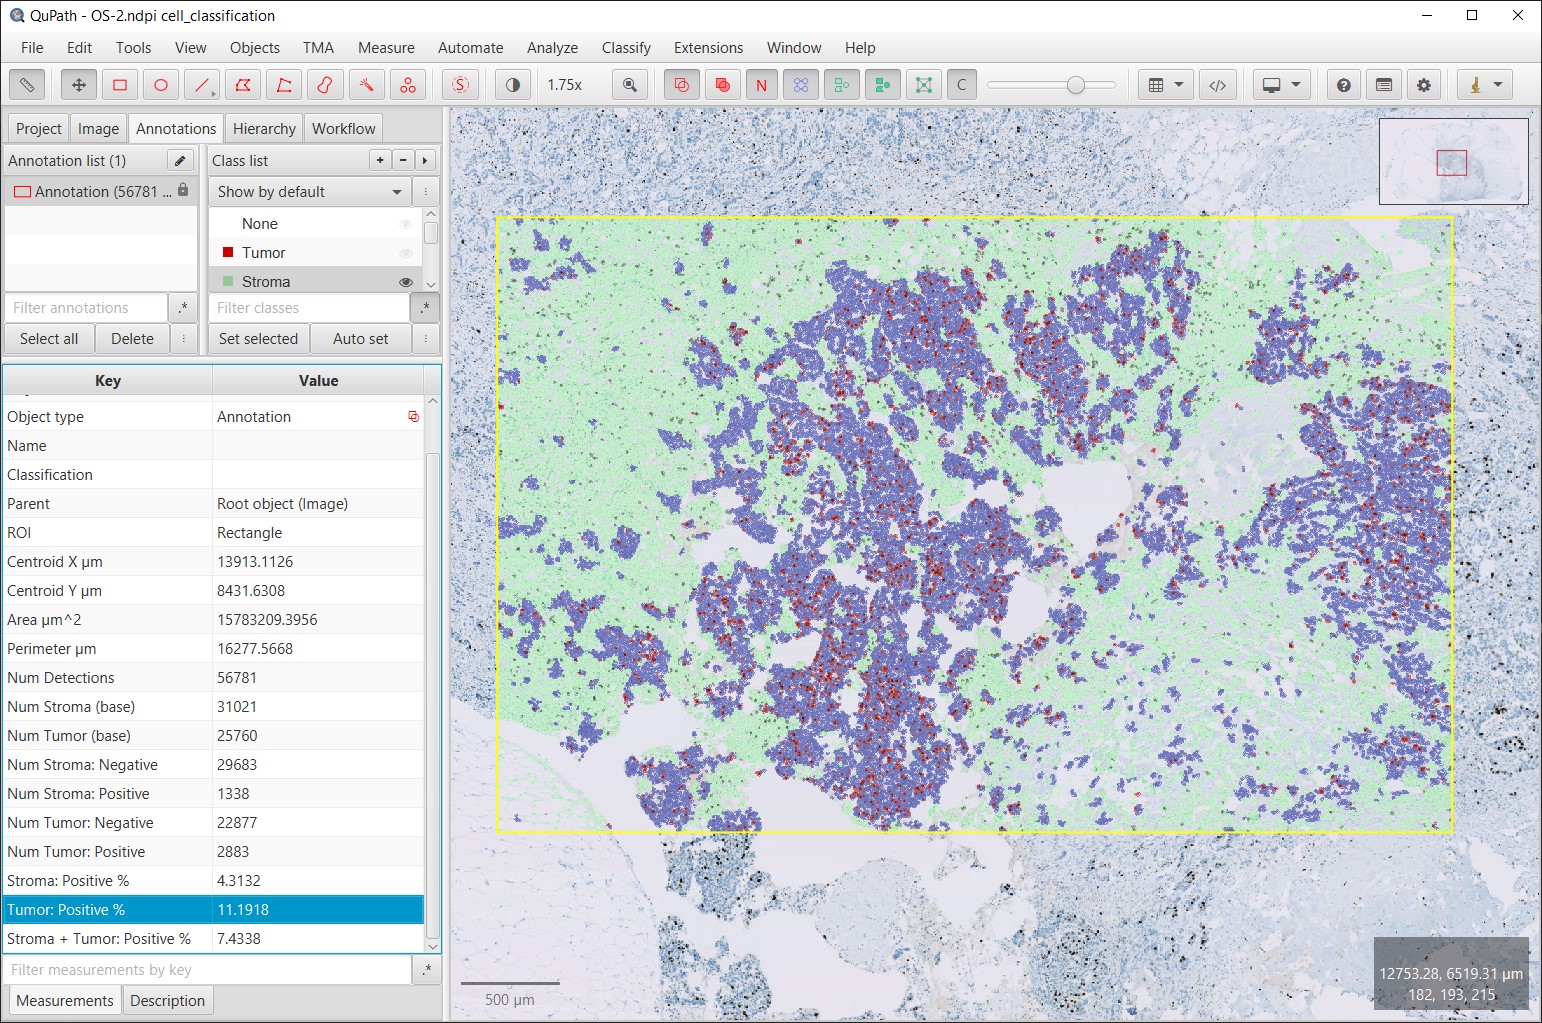 QuPath - OS-2.ndpi cell_classification
File Edit Tools View Objects TMA Measure Automate Analyze Classify Extensions Window Help
S 1.75x N C </> ?
Project Image Annotations Hierarchy Workflow
Annotation list (1) Class list + -
Annotation (56781 ... Show by default
None
Tumor
Stroma
Filter annotations .* Filter classes .*
Select all Delete Set selected Auto set
Key Value
Object type Annotation
Name
Classification
Parent Root object (Image)
ROI Rectangle
Centroid X µm 13913.1126
Centroid Y µm 8431.6308
Area µm^2 15783209.3956
Perimeter µm 16277.5668
Num Detections 56781
Num Stroma (base) 31021
Num Tumor (base) 25760
Num Stroma: Negative 29683
Num Stroma: Positive 1338
Num Tumor: Negative 22877
Num Tumor: Positive 2883
Stroma: Positive % 4.3132
Tumor: Positive % 11.1918
Stroma + Tumor: Positive % 7.4338
Filter measurements by key .*
Measurements Description
500 µm
12753.28, 6519.31 µm
182, 193, 215